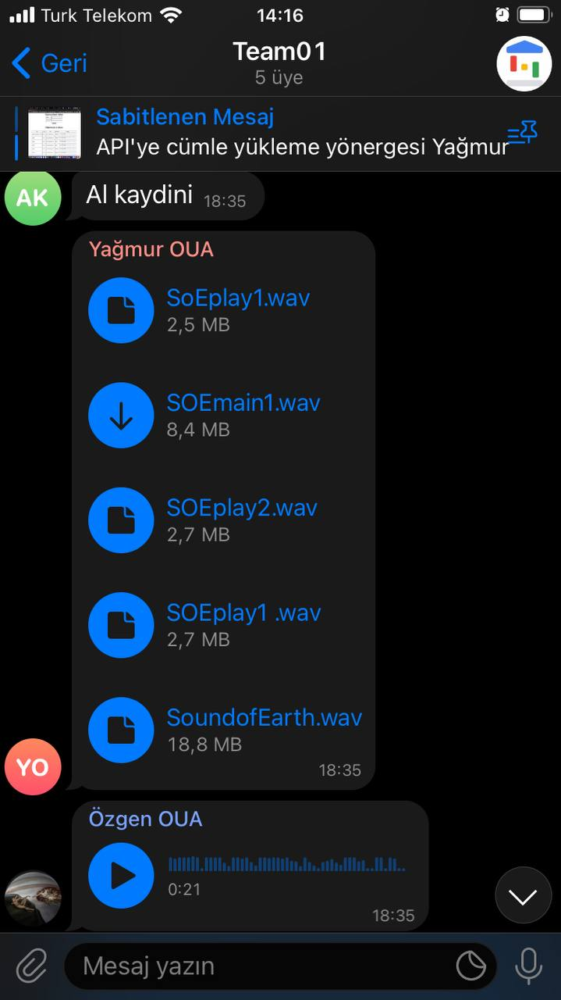 Turk Telekom 14:16
Geri
Team01
5 üye
Sabitlenen Mesaj
API'ye cümle yükleme yönergesi Yağmur
AK
Al kaydini 18:35
Yağmur OUA
SoEplay1.wav
2,5 MB
SOEmain1.wav
8,4 MB
SOEplay2.wav
2,7 MB
SOEplay1 .wav
2,7 MB
SoundofEarth.wav
18,8 MB
18:35
YO
Özgen OUA
0:21
18:35
Mesaj yazın